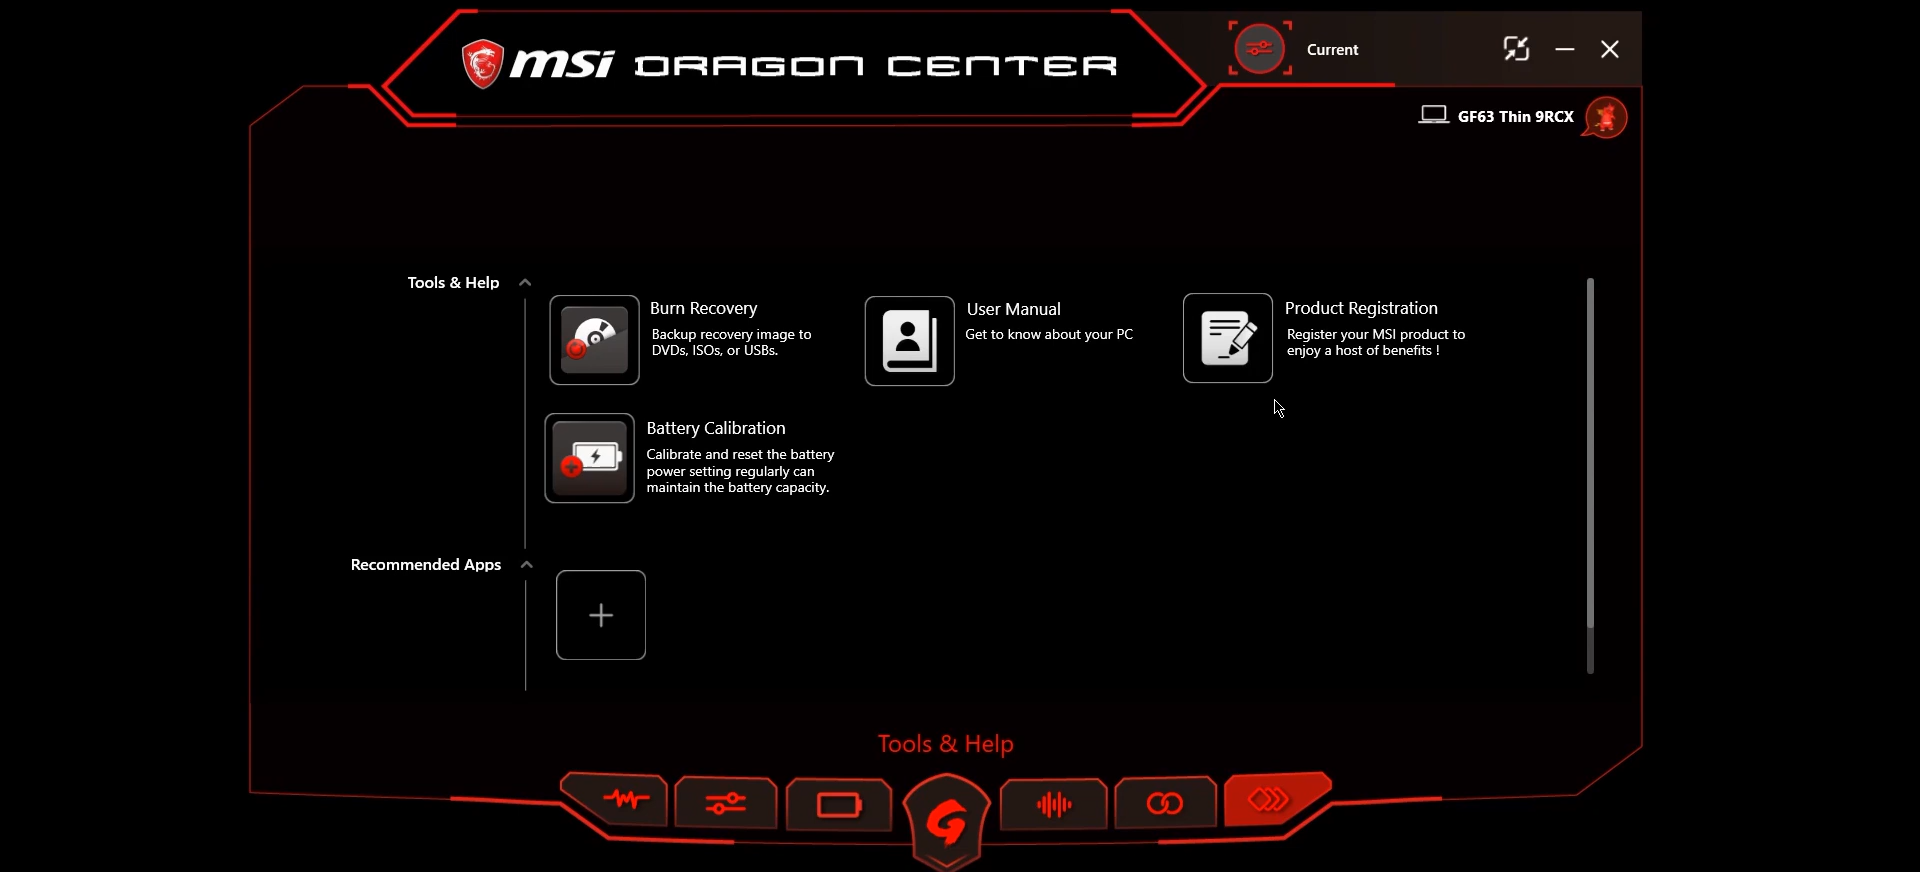 msi DRAGON CENTER
Current
GF63 Thin 9RCX
Tools & Help
Burn Recovery
Backup recovery image to
DVDs, ISOs, or USBs.
User Manual
Get to know about your PC
Product Registration
Register your MSI product to
enjoy a host of benefits !
Battery Calibration
Calibrate and reset the battery
power setting regularly can
maintain the battery capacity.
Recommended Apps
Tools & Help